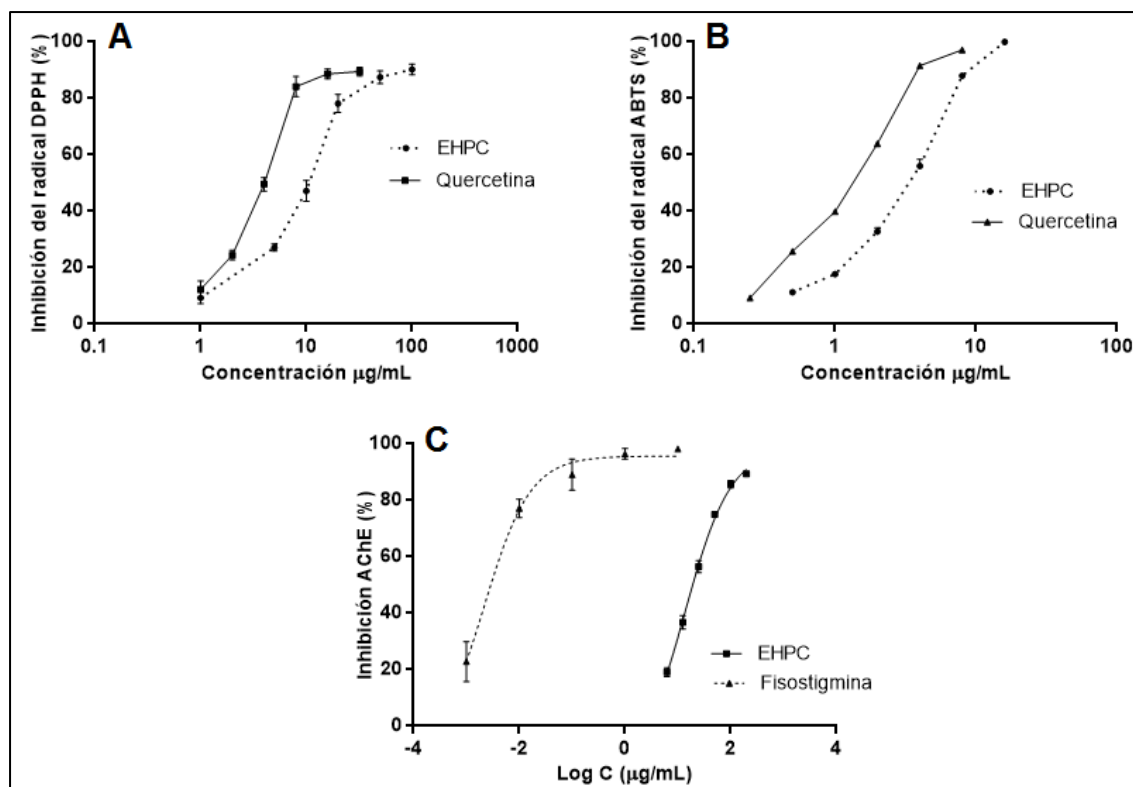 A
Inhibición del radical DPPH (%)
100
80
60
40
20
0
0.1 1 10 100 1000
Concentración μg/mL
EHPC
Quercetina
B
Inhibición del radical ABTS (%)
100
80
60
40
20
0
0.1 1 10 100
Concentración μg/mL
EHPC
Quercetina
C
Inhibición AChE (%)
100
80
60
40
20
0
-4 -2 0 2 4
Log C (μg/mL)
EHPC
Fisostigmina